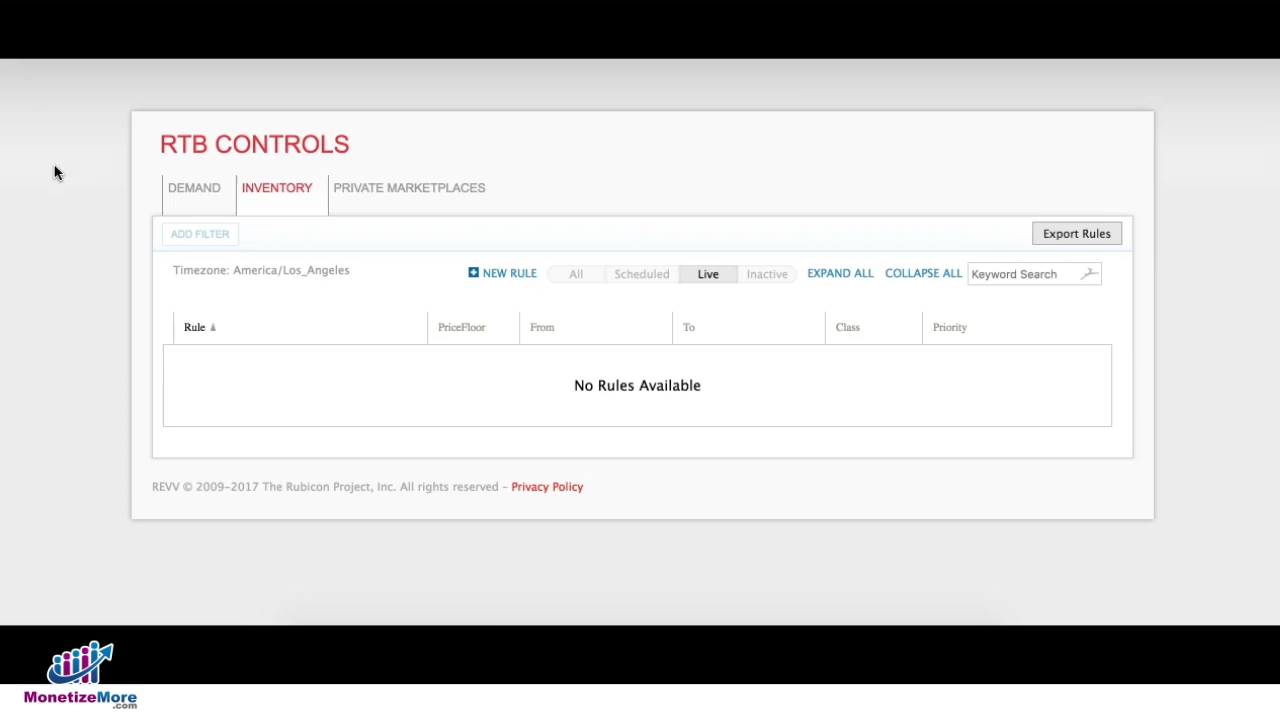 RTB CONTROLS
DEMAND INVENTORY PRIVATE MARKETPLACES
ADD FILTER Export Rules
Timezone: America/Los_Angeles NEW RULE All Scheduled Live Inactive EXPAND ALL COLLAPSE ALL Keyword Search
Rule PriceFloor From To Class Priority
No Rules Available
REVV © 2009-2017 The Rubicon Project, Inc. All rights reserved - Privacy Policy
MonetizeMore
.com